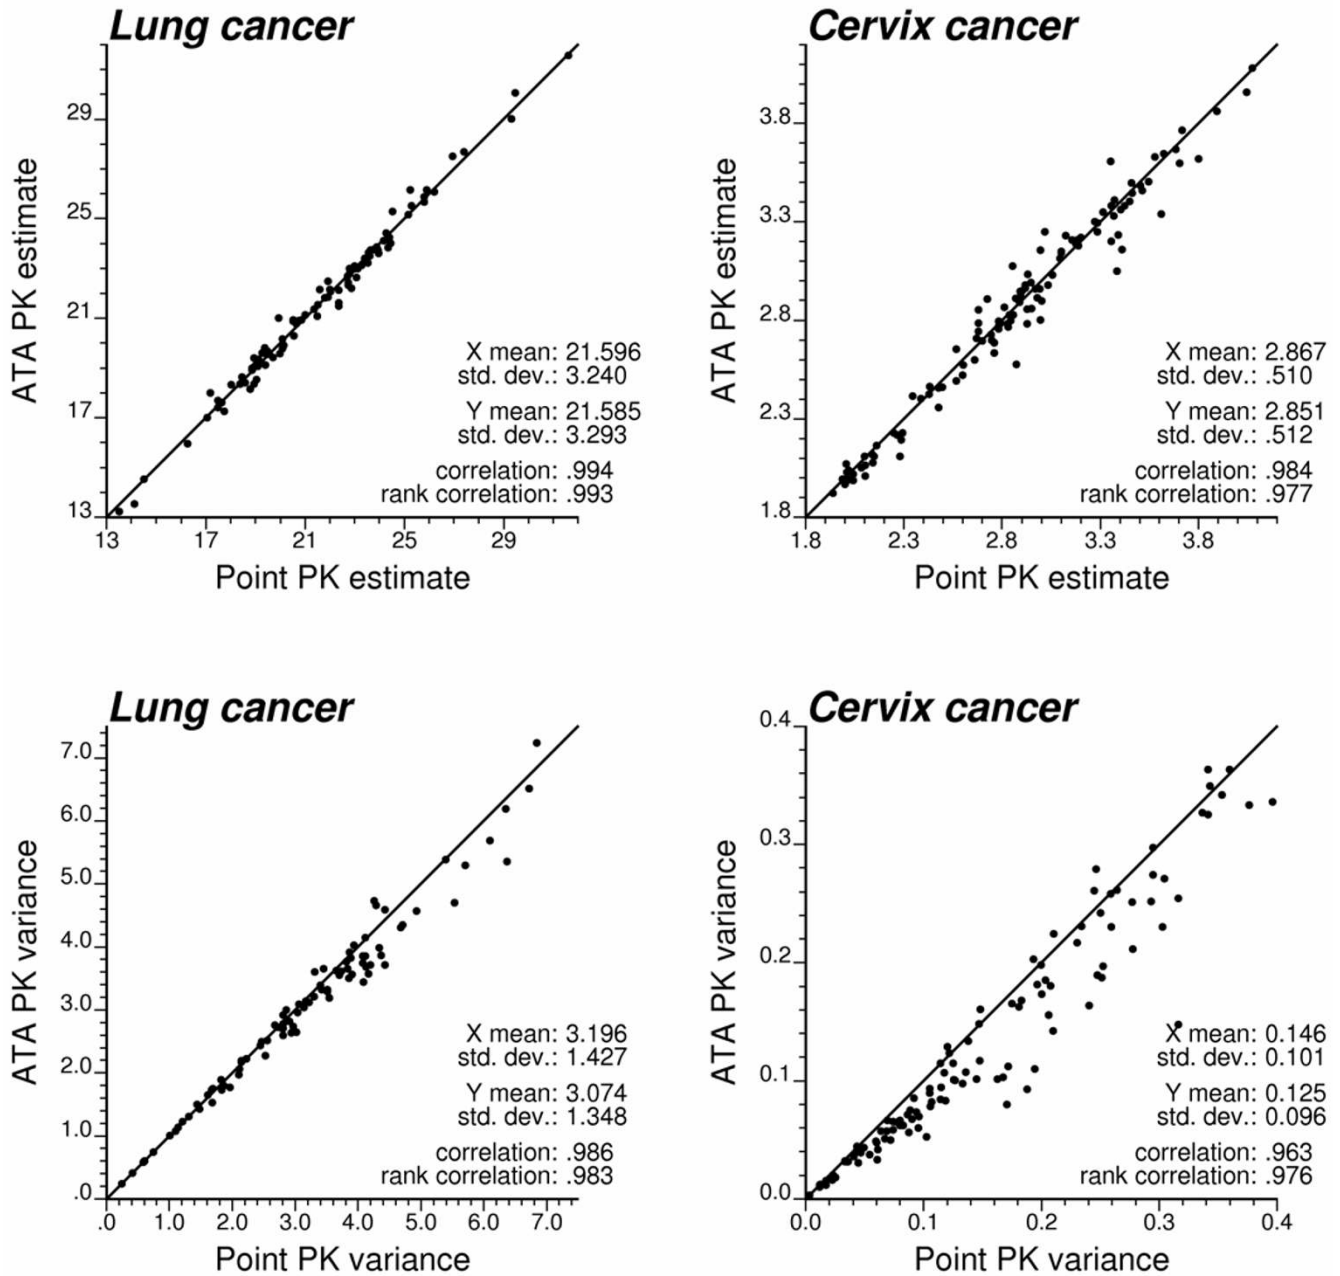 Lung cancer
ATA PK estimate
29
25
21
17
13
X mean: 21.596
std. dev.: 3.240
Y mean: 21.585
std. dev.: 3.293
correlation: .994
rank correlation: .993
13 17 21 25 29
Point PK estimate
Cervix cancer
ATA PK estimate
3.8
3.3
2.8
2.3
1.8
X mean: 2.867
std. dev.: .510
Y mean: 2.851
std. dev.: .512
correlation: .984
rank correlation: .977
1.8 2.3 2.8 3.3 3.8
Point PK estimate
Lung cancer
ATA PK variance
7.0
6.0
5.0
4.0
3.0
2.0
1.0
.0
X mean: 3.196
std. dev.: 1.427
Y mean: 3.074
std. dev.: 1.348
correlation: .986
rank correlation: .983
.0 1.0 2.0 3.0 4.0 5.0 6.0 7.0
Point PK variance
Cervix cancer
ATA PK variance
0.4
0.3
0.2
0.1
0.0
X mean: 0.146
std. dev.: 0.101
Y mean: 0.125
std. dev.: 0.096
correlation: .963
rank correlation: .976
0.0 0.1 0.2 0.3 0.4
Point PK variance